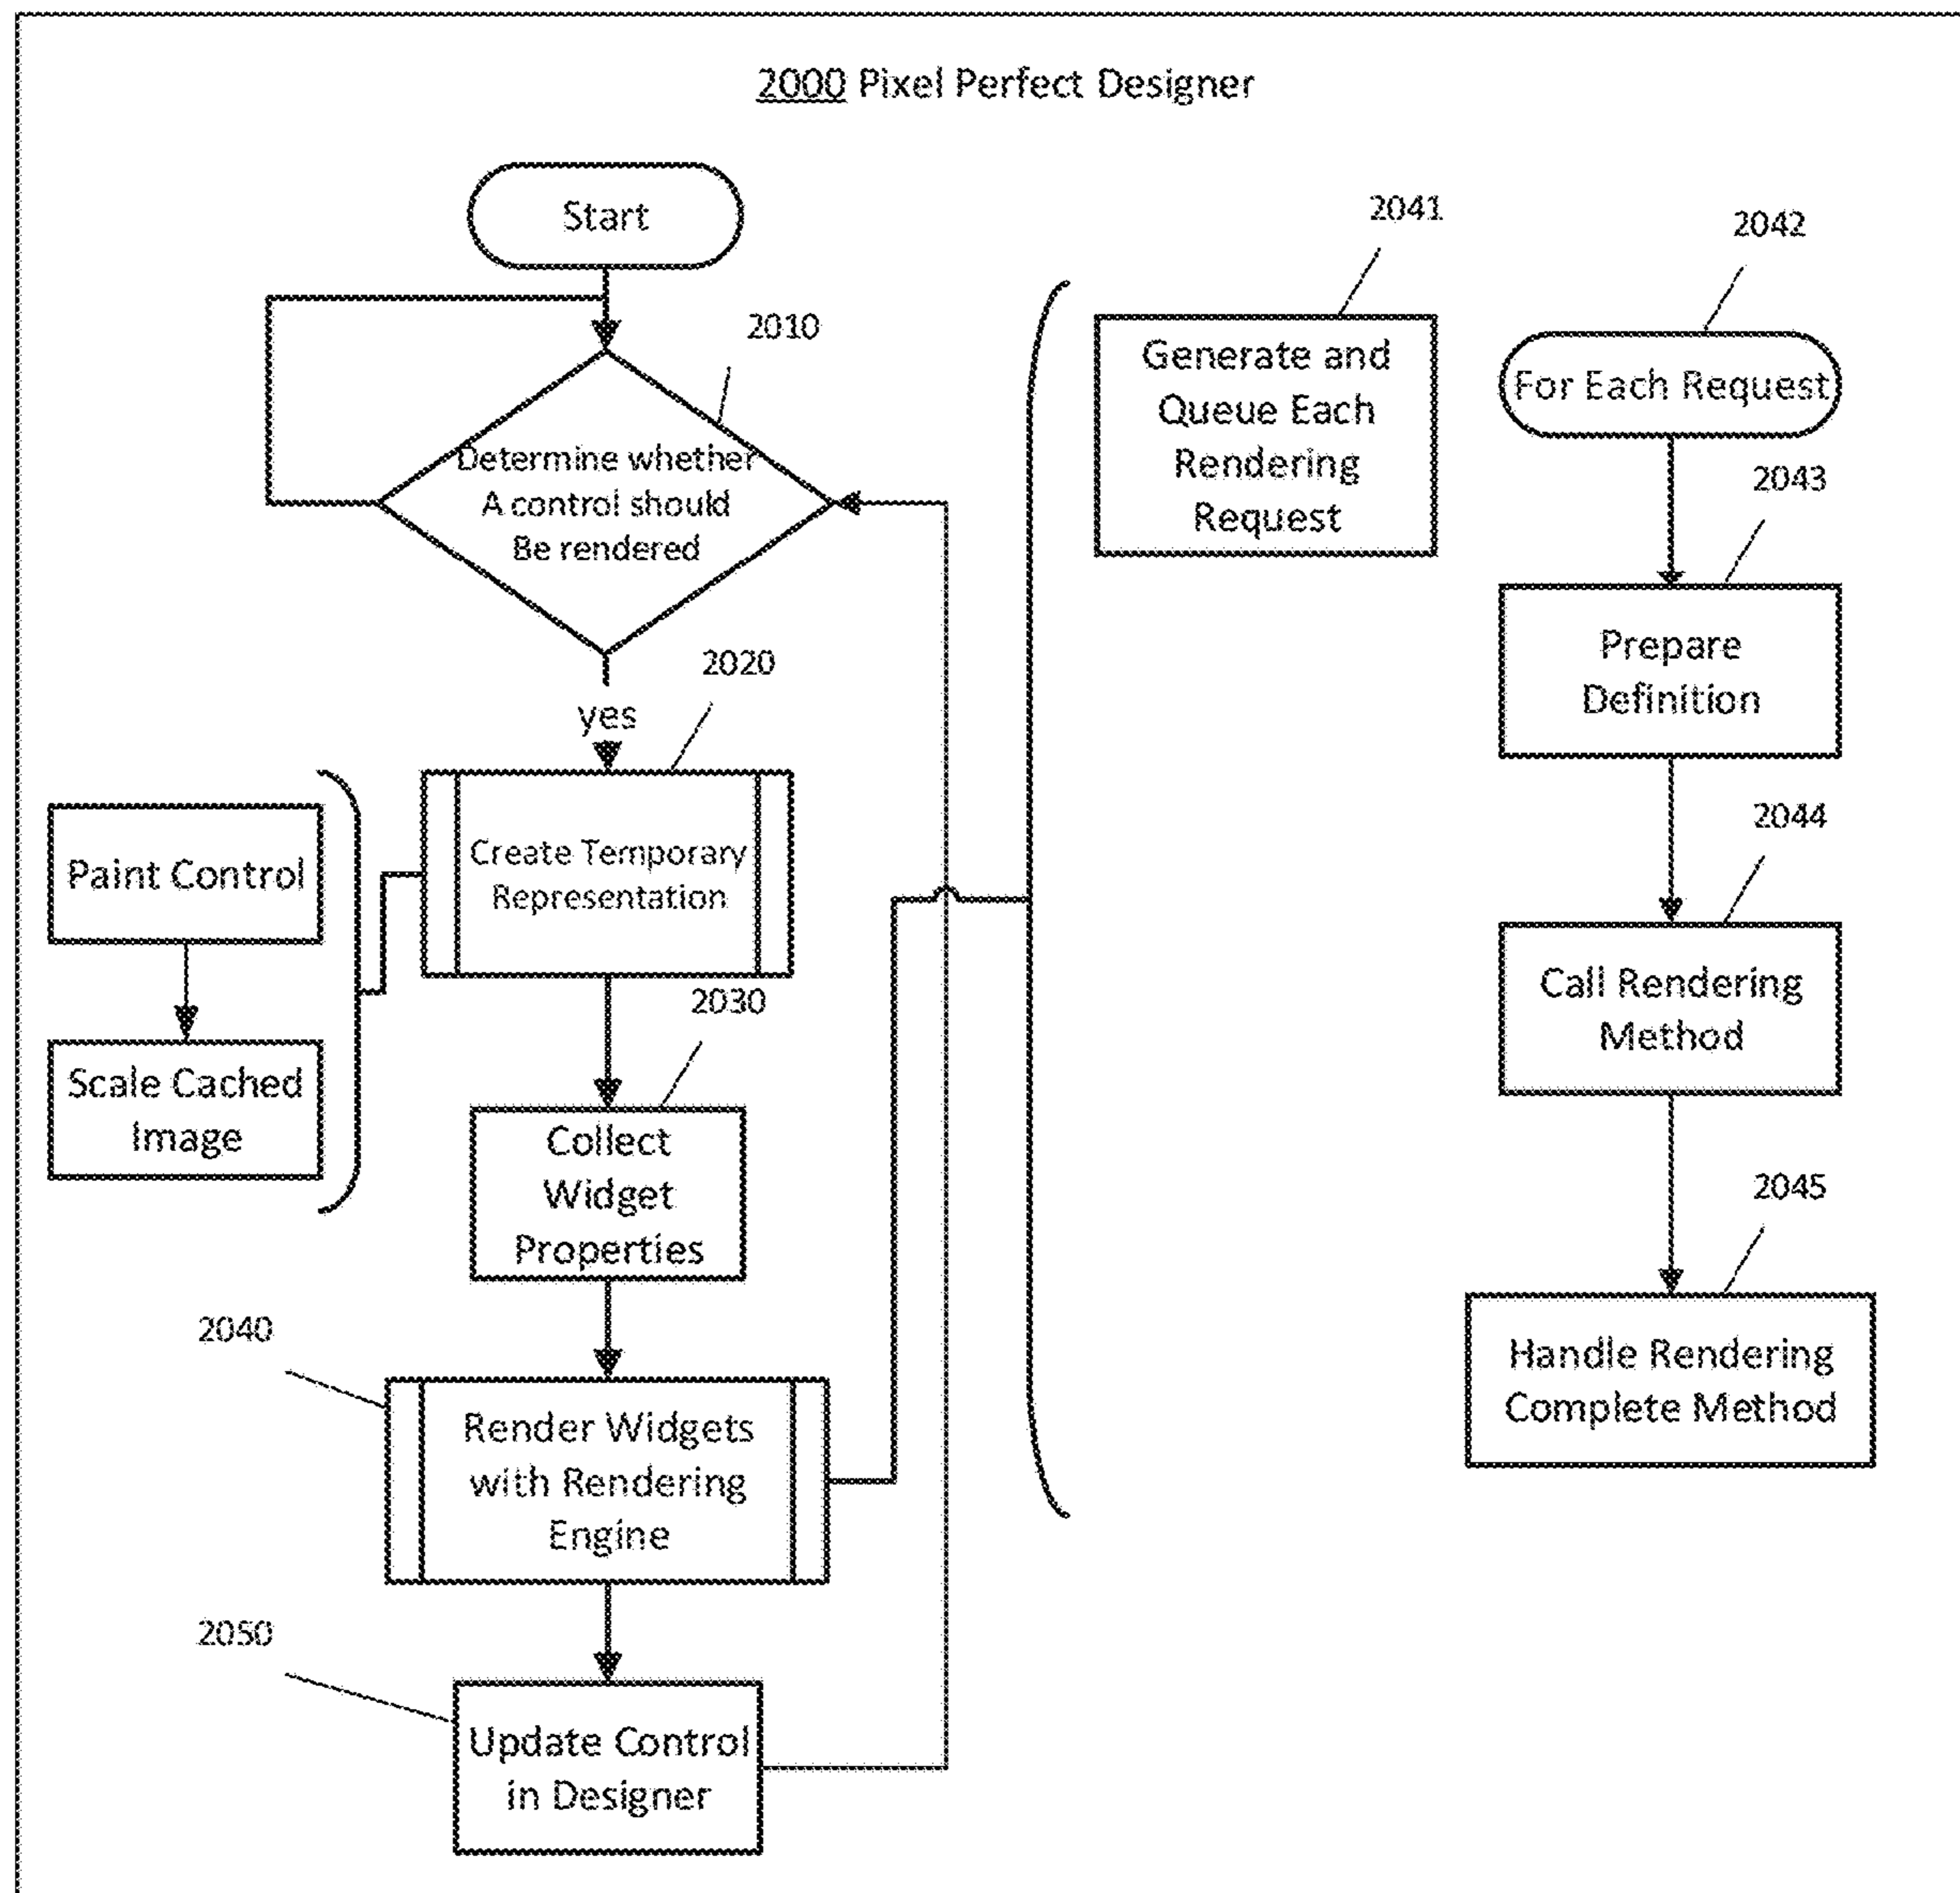 2000 Pixel Perfect Designer
Start
2010
Determine whether
A control should
Be rendered
yes
2020
Create Temporary
Representation
Paint Control
Scale Cached
Image
2030
Collect
Widget
Properties
2040
Render Widgets
with Rendering
Engine
2050
Update Control
in Designer
2041
Generate and
Queue Each
Rendering
Request
2042
For Each Request
2043
Prepare
Definition
2044
Call Rendering
Method
2045
Handle Rendering
Complete Method